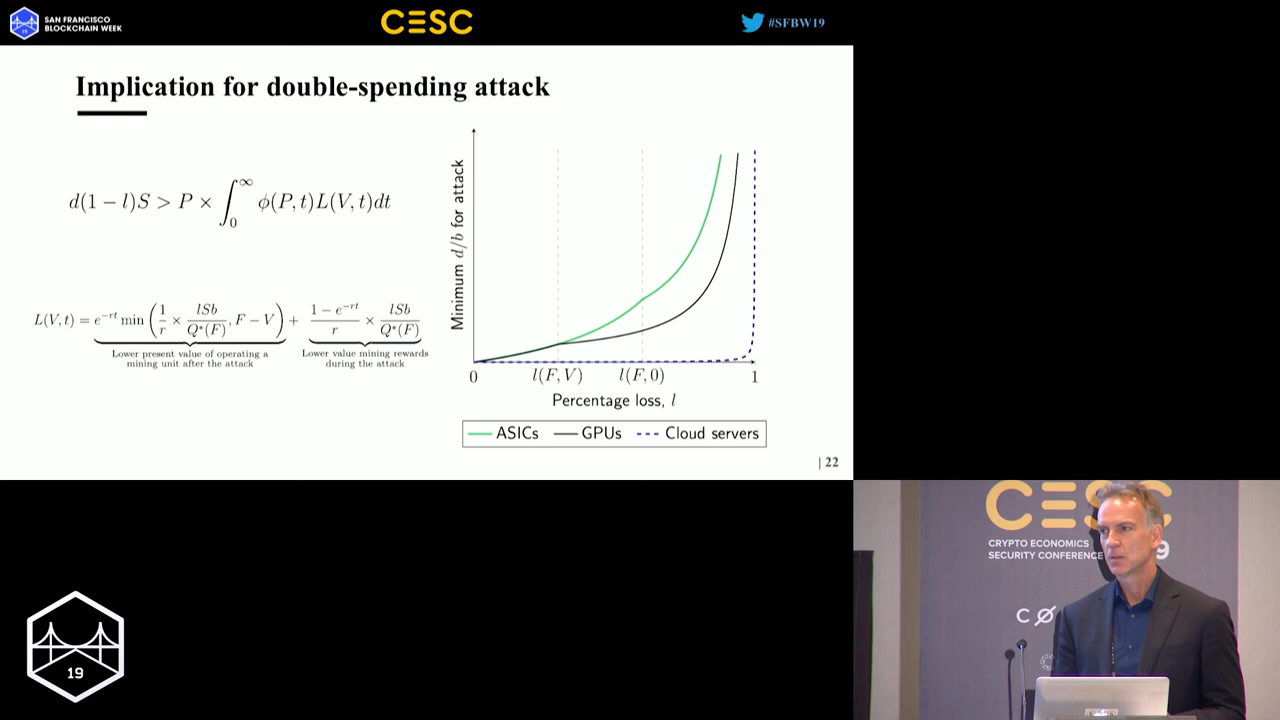 SAN FRANCISCO
BLOCKCHAIN WEEK
19
CESC
#SFBW19
Implication for double-spending attack
d(1 − l)S > P × ∫₀^∞ ϕ(P, t)L(V, t)dt
L(V, t) = e^{−rt} min (1/r × lSb/Q*(F), F − V) + (1 − e^{−rt})/r × lSb/Q*(F)
Lower present value of operating a
mining unit after the attack
Lower value mining rewards
during the attack
Minimum d/b for attack
0 l(F, V) l(F, 0) 1
Percentage loss, l
ASICs GPUs Cloud servers
| 22
CESC
CRYPTO ECONOMICS
SECURITY CONFERENCE
9
C Ø
19